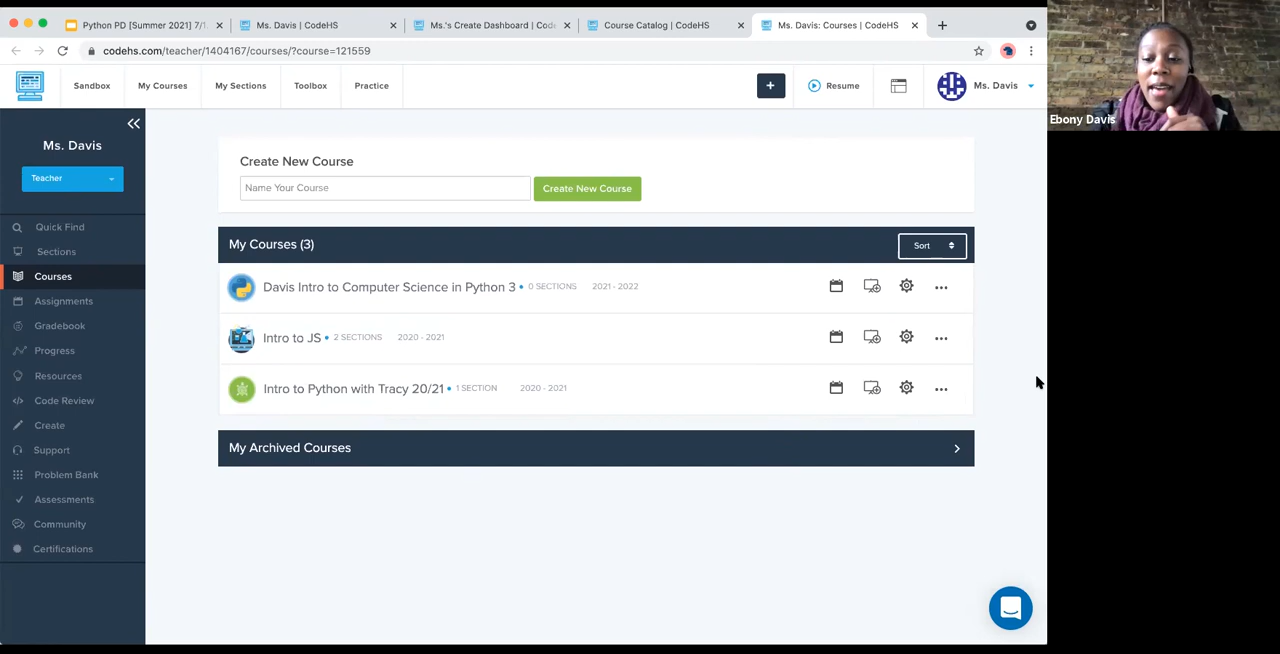 Python PD [Summer 2021] 7/1
Ms. Davis | CodeHS
Ms.'s Create Dashboard | Code
Course Catalog | CodeHS
Ms. Davis: Courses | CodeHS
codehs.com/teacher/1404167/courses/?course=121559
Sandbox
My Courses
My Sections
Toolbox
Practice
Resume
Ms. Davis
Ebony Davis
Ms. Davis
Teacher
Quick Find
Sections
Courses
Assignments
Gradebook
Progress
Resources
Code Review
Create
Support
Problem Bank
Assessments
Community
Certifications
Create New Course
Name Your Course
Create New Course
My Courses (3)
Sort
Davis Intro to Computer Science in Python 3 • 0 SECTIONS 2021 - 2022
Intro to JS • 2 SECTIONS 2020 - 2021
Intro to Python with Tracy 20/21 • 1 SECTION 2020 - 2021
My Archived Courses